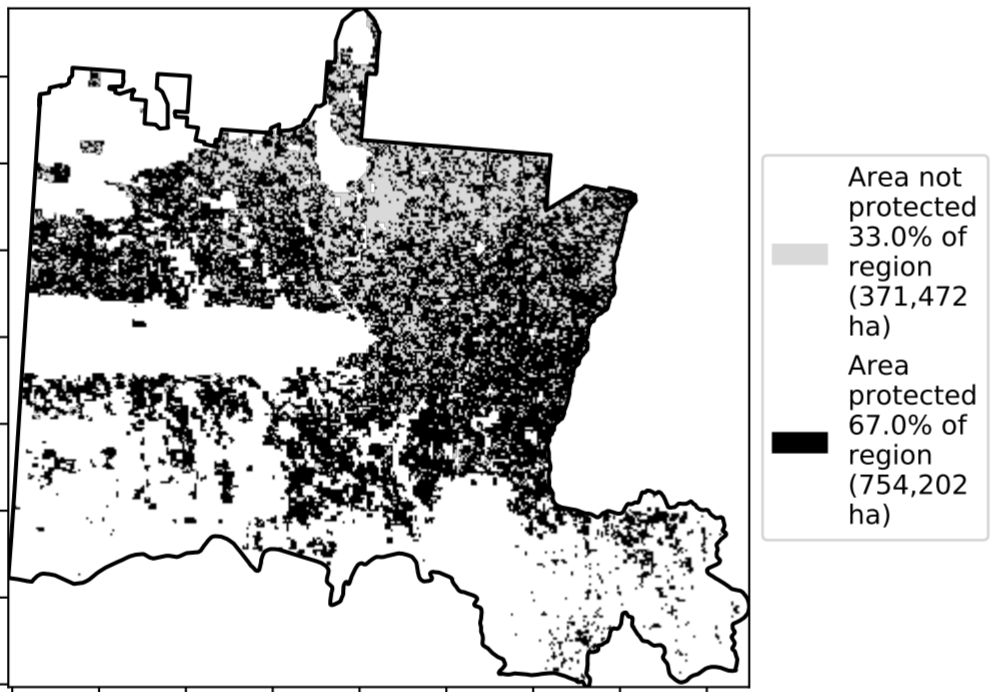 Area not
protected
33.0% of
region
(371,472
ha)
Area
protected
67.0% of
region
(754,202
ha)